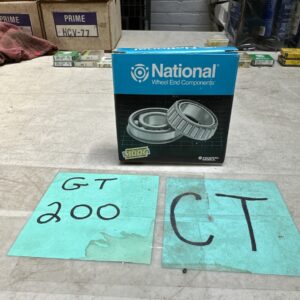 PRIME
PRIME
NCV-77
National
Wheel End Components
GT
200
CT